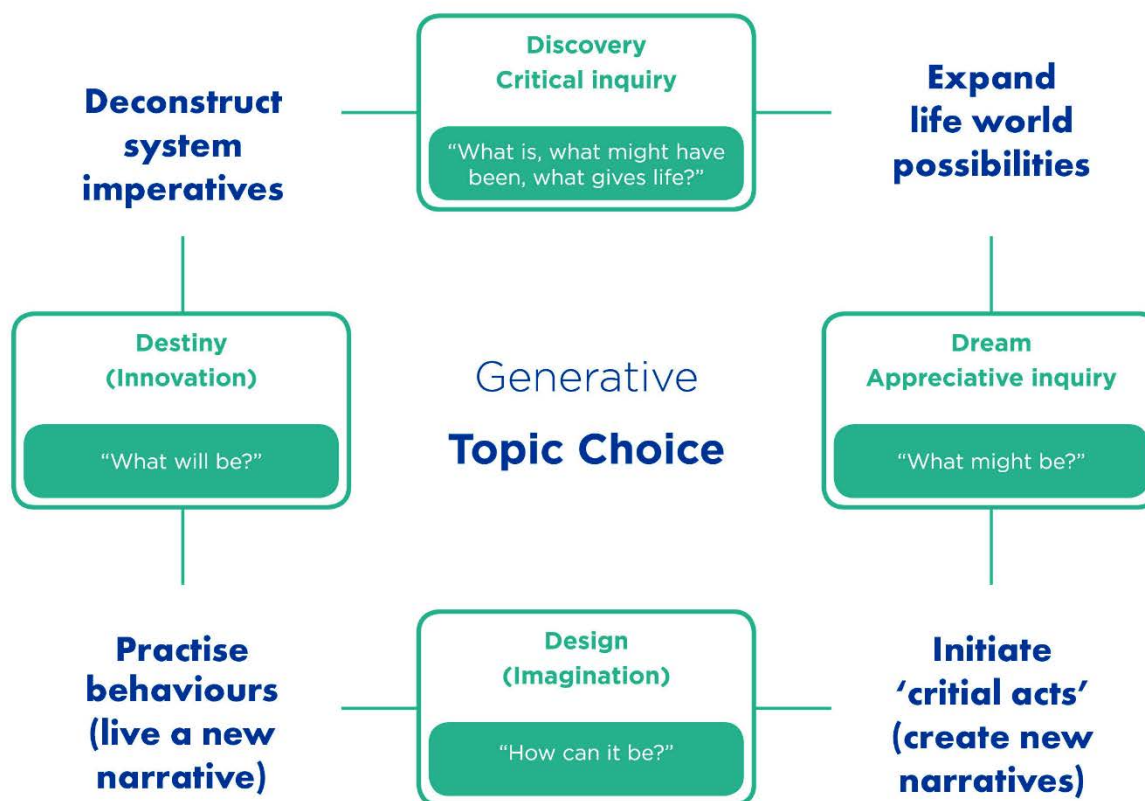 Deconstruct
system
imperatives
Discovery
Critical inquiry
“What is, what might have
been, what gives life?”
Expand
life world
possibilities
Destiny
(Innovation)
“What will be?”
Generative
Topic Choice
Dream
Appreciative inquiry
“What might be?”
Practise
behaviours
(live a new
narrative)
Design
(Imagination)
“How can it be?”
Initiate
‘critial acts’
(create new
narratives)